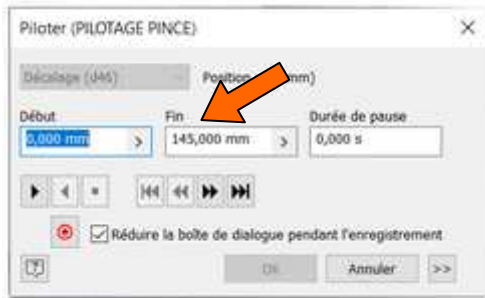 Piloter (PILOTAGE PINCE)
Décalage (d46) Position mm)
Début Fin Durée de pause
0,000 mm 145,000 mm 0,000 s
Réduire la boîte de dialogue pendant l'enregistrement
OK Annuler >>